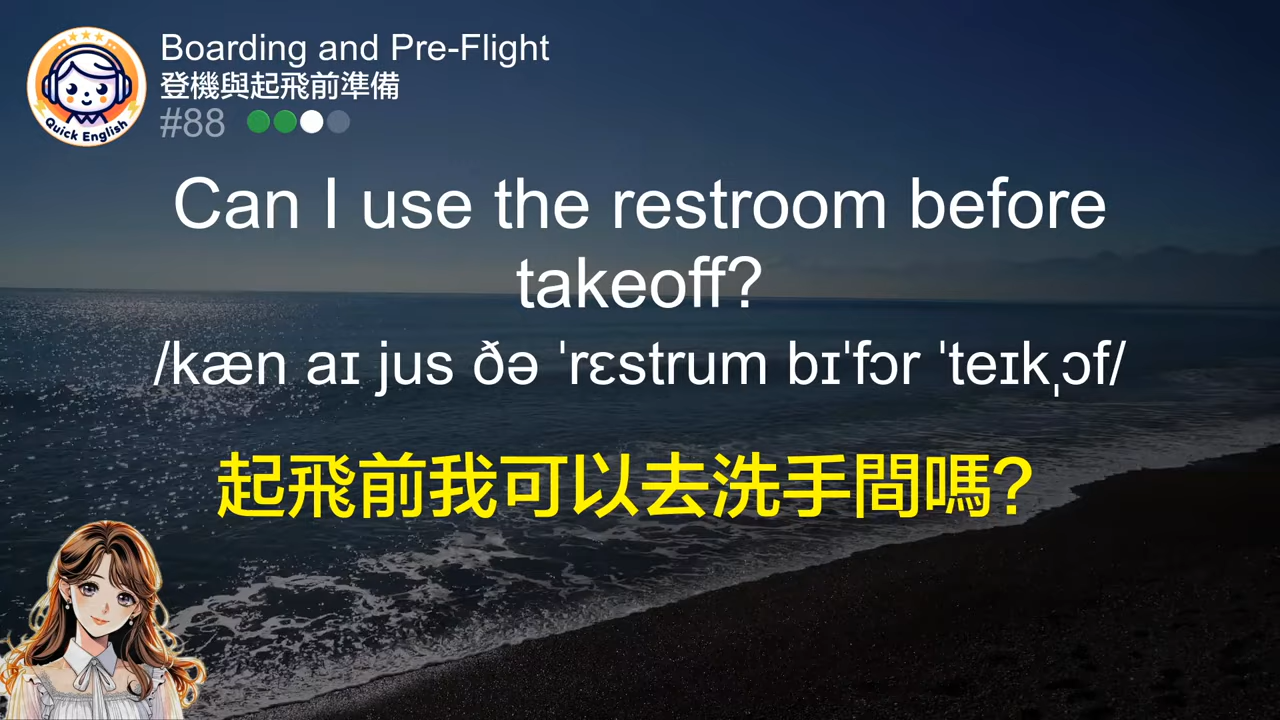 Boarding and Pre-Flight
登機與起飛前準備
#88
Quick English
Can I use the restroom before
takeoff?
/kæn aɪ jus ðə ˈrɛstrum bɪˈfɔr ˈteɪkˌɔf/
起飛前我可以去洗手間嗎?